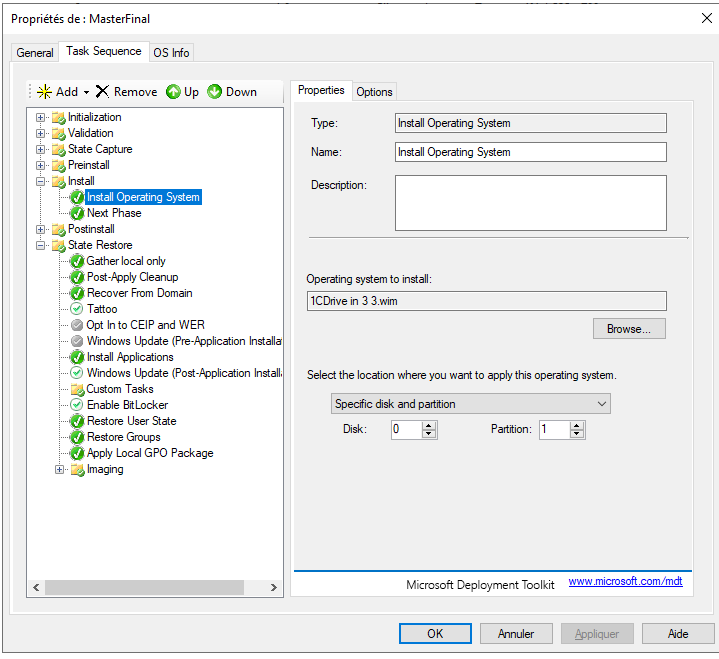 Propriétés de : MasterFinal
General Task Sequence OS Info
Add Remove Up Down
Initialization
Validation
State Capture
Preinstall
Install
Install Operating System
Next Phase
Postinstall
State Restore
Gather local only
Post-Apply Cleanup
Recover From Domain
Tattoo
Opt In to CEIP and WER
Windows Update (Pre-Application Installa
Install Applications
Windows Update (Post-Application Install
Custom Tasks
Enable BitLocker
Restore User State
Restore Groups
Apply Local GPO Package
Imaging
Properties Options
Type: Install Operating System
Name: Install Operating System
Description:
Operating system to install:
1CDrive in 3 3.wim
Browse...
Select the location where you want to apply this operating system.
Specific disk and partition
Disk: 0 Partition: 1
Microsoft Deployment Toolkit www.microsoft.com/mdt
OK Annuler Appliquer Aide